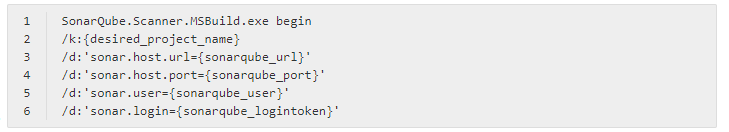 1 SonarQube.Scanner.MSBuild.exe begin
2 /k:{desired_project_name}
3 /d:'sonar.host.url={sonarqube_url}'
4 /d:'sonar.host.port={sonarqube_port}'
5 /d:'sonar.user={sonarqube_user}'
6 /d:'sonar.login={sonarqube_logintoken}'